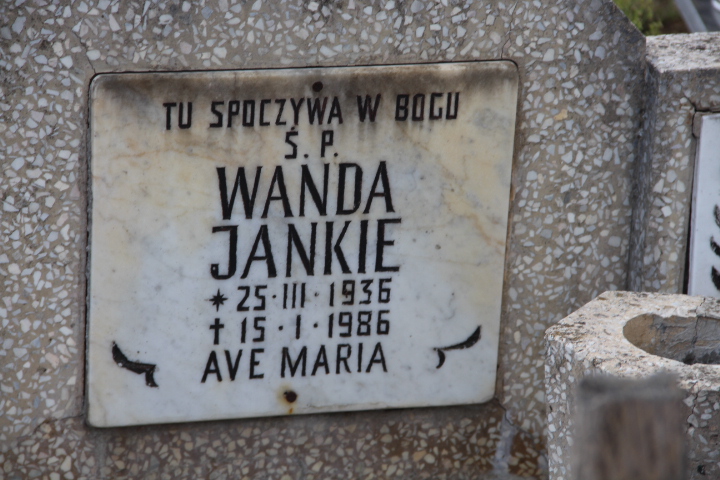 TU SPOCZYWA W BOGU
Ś. P.
WANDA
JANKIE
* 25·III·1936
† 15·I·1986
AVE MARIA